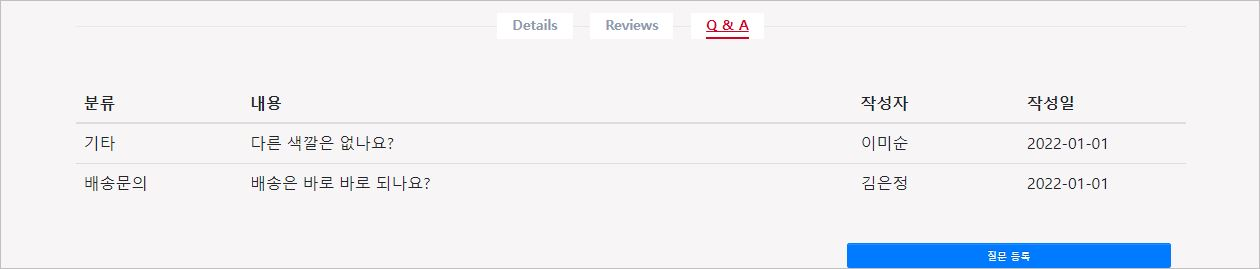 Details Reviews Q & A
분류 내용 작성자 작성일
기타 다른 색깔은 없나요? 이미순 2022-01-01
배송문의 배송은 바로 바로 되나요? 김은정 2022-01-01
질문 등록